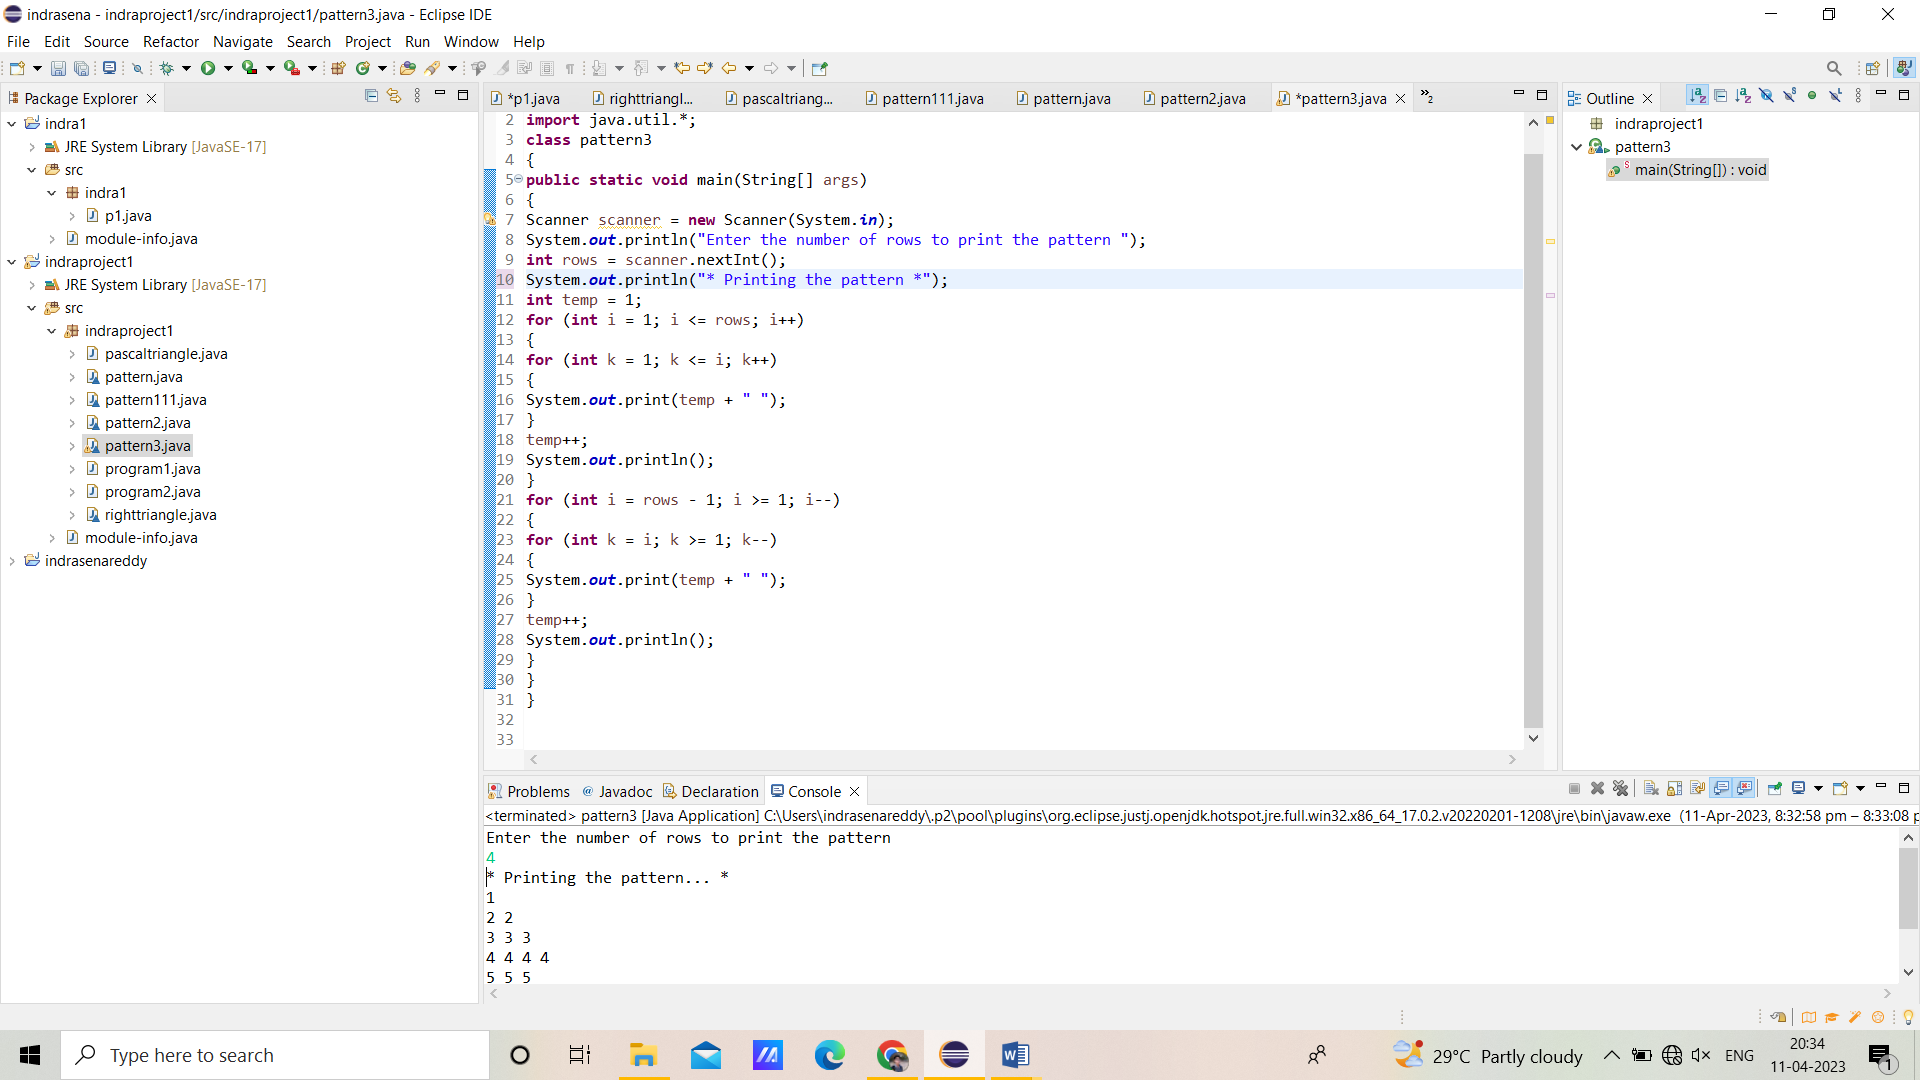 indrasena - indraproject1/src/indraproject1/pattern3.java - Eclipse IDE
File Edit Source Refactor Navigate Search Project Run Window Help
Package Explorer
indra1
JRE System Library [JavaSE-17]
src
indra1
p1.java
module-info.java
indraproject1
JRE System Library [JavaSE-17]
src
indraproject1
pascaltriangle.java
pattern.java
pattern111.java
pattern2.java
pattern3.java
program1.java
program2.java
righttriangle.java
module-info.java
indrasenareddy
*p1.java righttriangl... pascaltriang... pattern111.java pattern.java pattern2.java *pattern3.java »2
2 import java.util.*;
3 class pattern3
4 {
5 public static void main(String[] args)
6 {
7 Scanner scanner = new Scanner(System.in);
8 System.out.println("Enter the number of rows to print the pattern ");
9 int rows = scanner.nextInt();
10 System.out.println("* Printing the pattern *");
11 int temp = 1;
12 for (int i = 1; i <= rows; i++)
13 {
14 for (int k = 1; k <= i; k++)
15 {
16 System.out.print(temp + " ");
17 }
18 temp++;
19 System.out.println();
20 }
21 for (int i = rows - 1; i >= 1; i--)
22 {
23 for (int k = i; k >= 1; k--)
24 {
25 System.out.print(temp + " ");
26 }
27 temp++;
28 System.out.println();
29 }
30 }
31 }
32
33
Outline
indraproject1
pattern3
main(String[]) : void
Problems @ Javadoc Declaration Console
<terminated> pattern3 [Java Application] C:\Users\indrasenareddy\.p2\pool\plugins\org.eclipse.justj.openjdk.hotspot.jre.full.win32.x86_64_17.0.2.v20220201-1208\jre\bin\javaw.exe (11-Apr-2023, 8:32:58 pm – 8:33:08 p
Enter the number of rows to print the pattern
4
* Printing the pattern... *
1
2 2
3 3 3
4 4 4 4
5 5 5
Type here to search
29°C Partly cloudy
ENG
20:34
11-04-2023
1